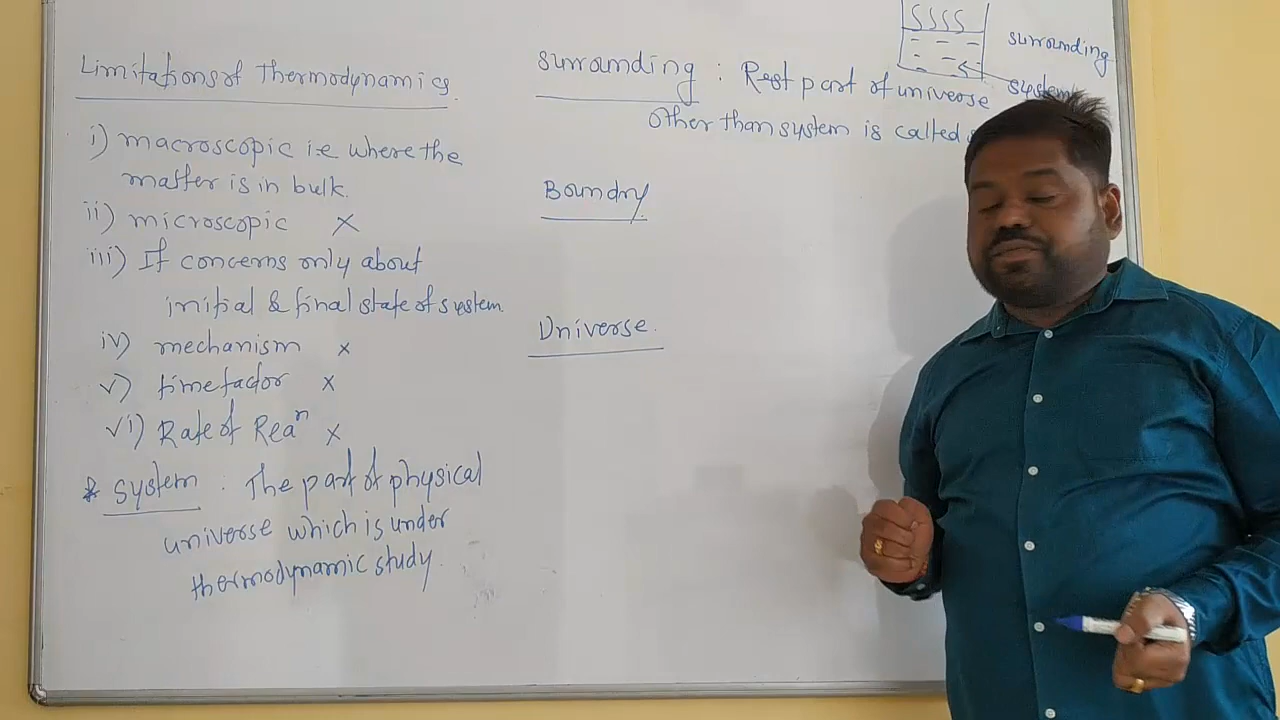 Limitations of Thermodynamics.
i) macroscopic i.e where the
matter is in bulk.
ii) microscopic ×
iii) It concerns only about
initial & final state of system.
iv) mechanism ×
v) time factor ×
vi) Rate of Reaⁿ ×
* System : The part of physical
universe which is under
thermodynamic study.
surrounding
system
Surrounding : Rest part of universe
other than system is called
Boundry.
Universe.